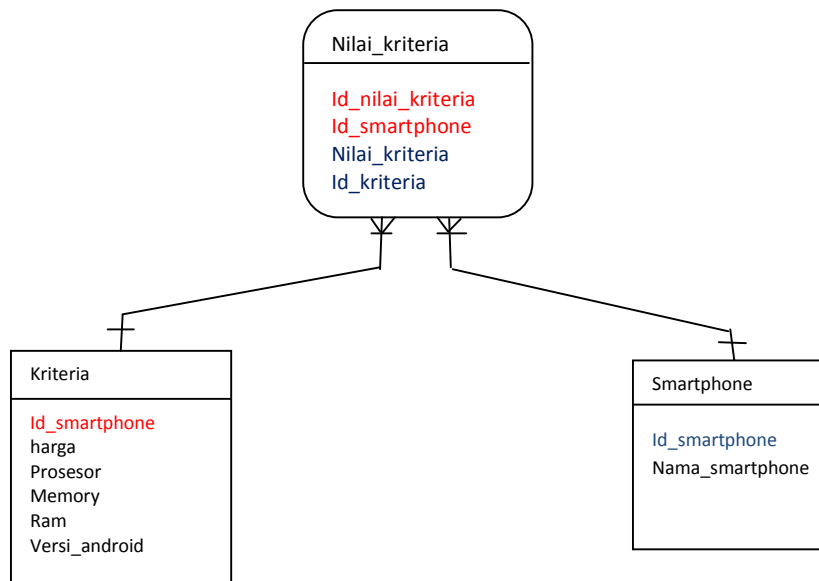 Nilai_kriteria
Id_nilai_kriteria
Id_smartphone
Nilai_kriteria
Id_kriteria
Kriteria
Id_smartphone
harga
Prosesor
Memory
Ram
Versi_android
Smartphone
Id_smartphone
Nama_smartphone